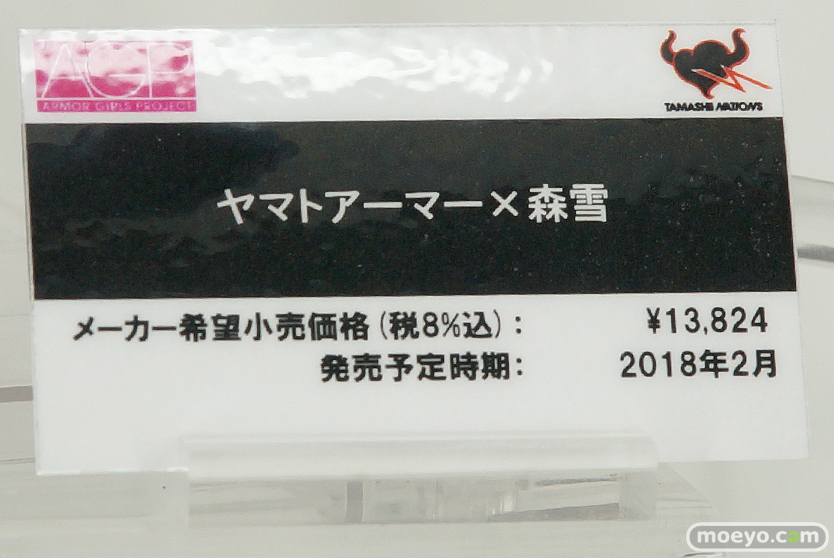 AGP
ARMOR GIRLS PROJECT
TAMASHII NATIONS
ヤマトアーマー×森雪
メーカー希望小売価格(税8%込): ¥13,824
発売予定時期: 2018年2月
moeyo.com